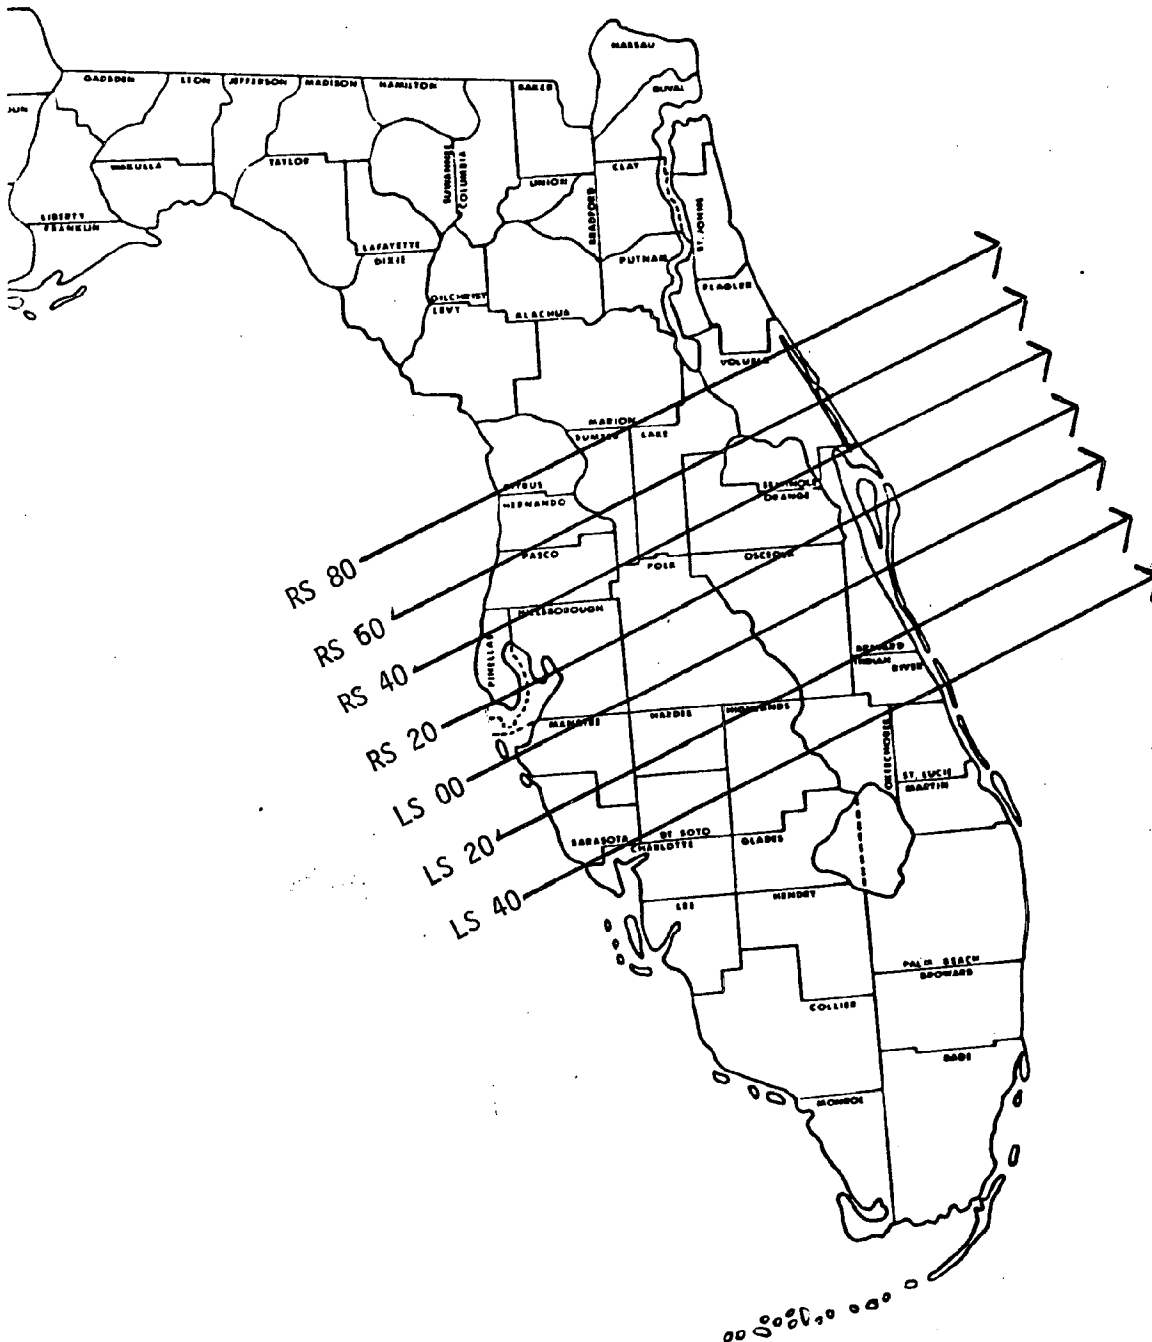 NASSAU
GADSDEN LEON JEFFERSON MADISON HAMILTON BAKER DUVAL
WAKULLA TAYLOR SUWANNEE COLUMBIA UNION BRADFORD CLAY
LIBERTY
FRANKLIN
LAFAYETTE
DIXIE
PUTNAM
ST. JOHNS
FLAGLER
GILCHRIST
LEVY
ALACHUA
VOLUSIA
MARION
SUMTER LAKE
CITRUS
HERNANDO
SEMINOLE
ORANGE
PASCO
POLK
OSCEOLA
RS 80
HILLSBOROUGH
PINELLAS
RS 60
BREVARD
INDIAN
RIVER
RS 40
MANATEE
HARDEE
HIGHLANDS
RS 20
OKEECHOBEE
ST. LUCIE
MARTIN
LS 00
SARASOTA
DE SOTO
CHARLOTTE
GLADES
LS 20
LEE
HENDRY
LS 40
PALM BEACH
BROWARD
COLLIER
DADE
MONROE